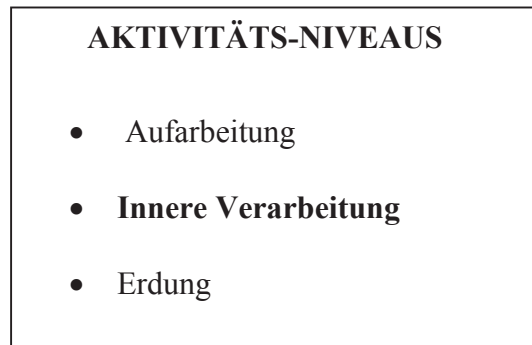 AKTIVITÄTS-NIVEAUS
• Aufarbeitung
• Innere Verarbeitung
• Erdung